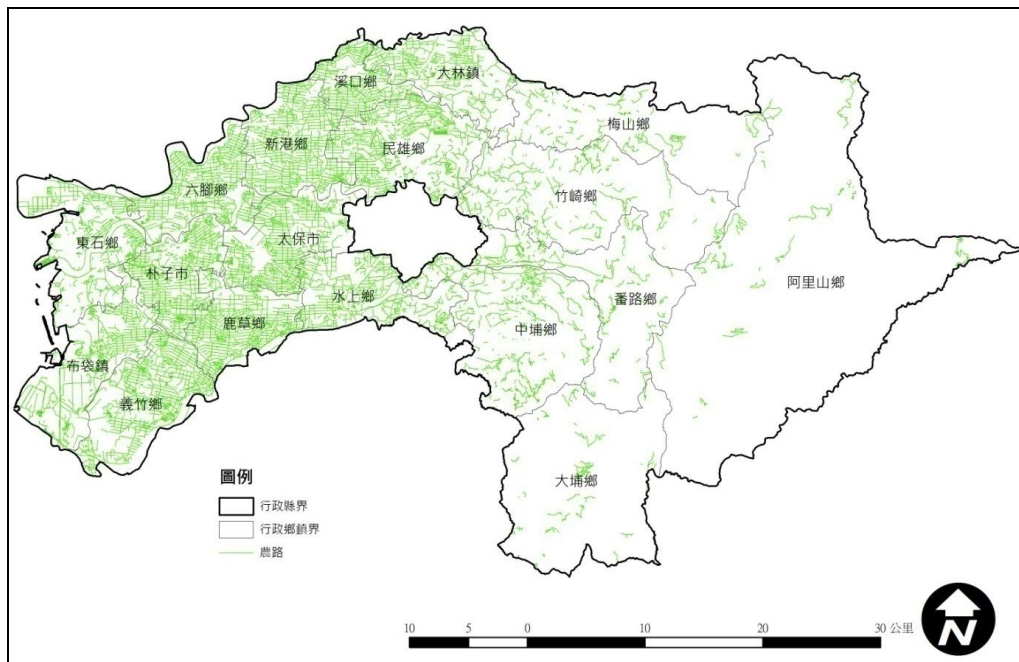 大林鎮
溪口鄉
梅山鄉
新港鄉
民雄鄉
六腳鄉
竹崎鄉
東石鄉
太保市
朴子市
阿里山鄉
水上鄉
番路鄉
鹿草鄉
中埔鄉
布袋鎮
義竹鄉
大埔鄉
圖例
行政縣界
行政鄉鎮界
農路
10 5 0 10 20 30 公里
N